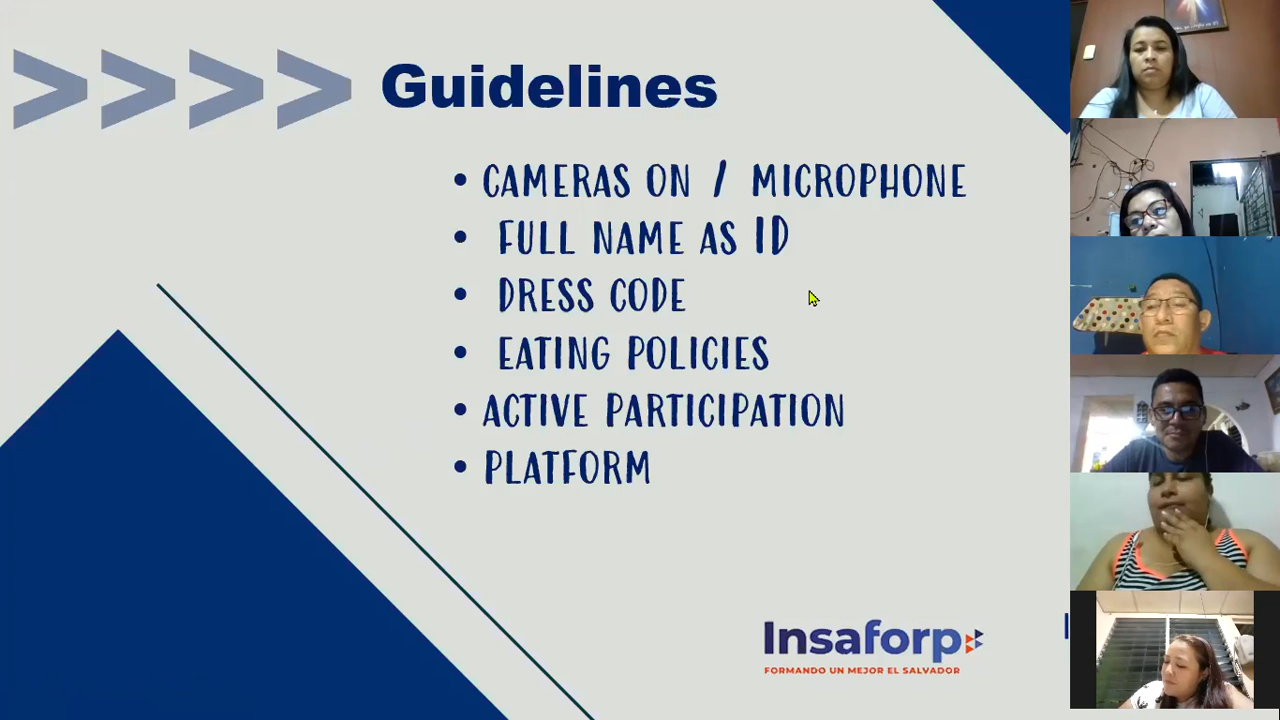 Guidelines
• CAMERAS ON / MICROPHONE
• FULL NAME AS ID
• DRESS CODE
• EATING POLICIES
• ACTIVE PARTICIPATION
• PLATFORM
Insaforp
FORMANDO UN MEJOR EL SALVADOR